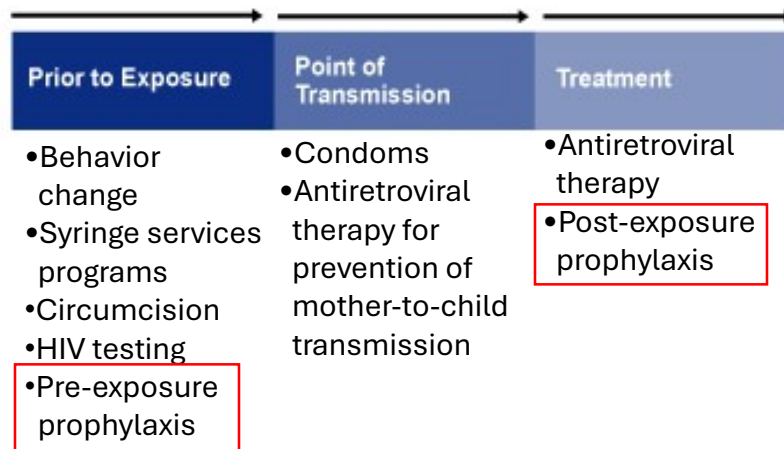 Prior to Exposure
•Behavior
change
•Syringe services
programs
•Circumcision
•HIV testing
•Pre-exposure
prophylaxis
Point of
Transmission
•Condoms
•Antiretroviral
therapy for
prevention of
mother-to-child
transmission
Treatment
•Antiretroviral
therapy
•Post-exposure
prophylaxis